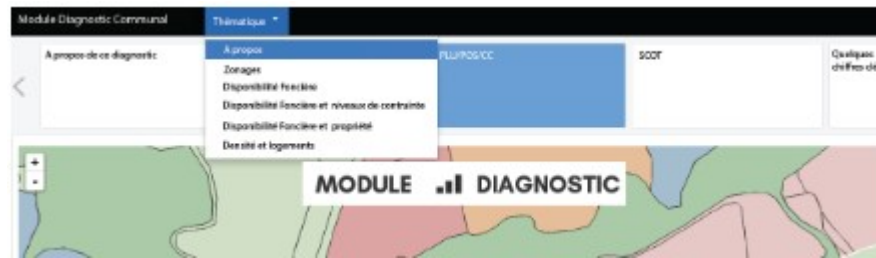 Module Diagnostic Communal
Thématique
A propos de ce diagnostic
A propos
Zonages
Disponibilité Foncière
Disponibilité Foncière et niveaux de contrainte
Disponibilité Foncière et propriété
Densité et logements
PLU/POS/CC
SCOT
Quelques
chiffres clé
+
-
MODULE DIAGNOSTIC